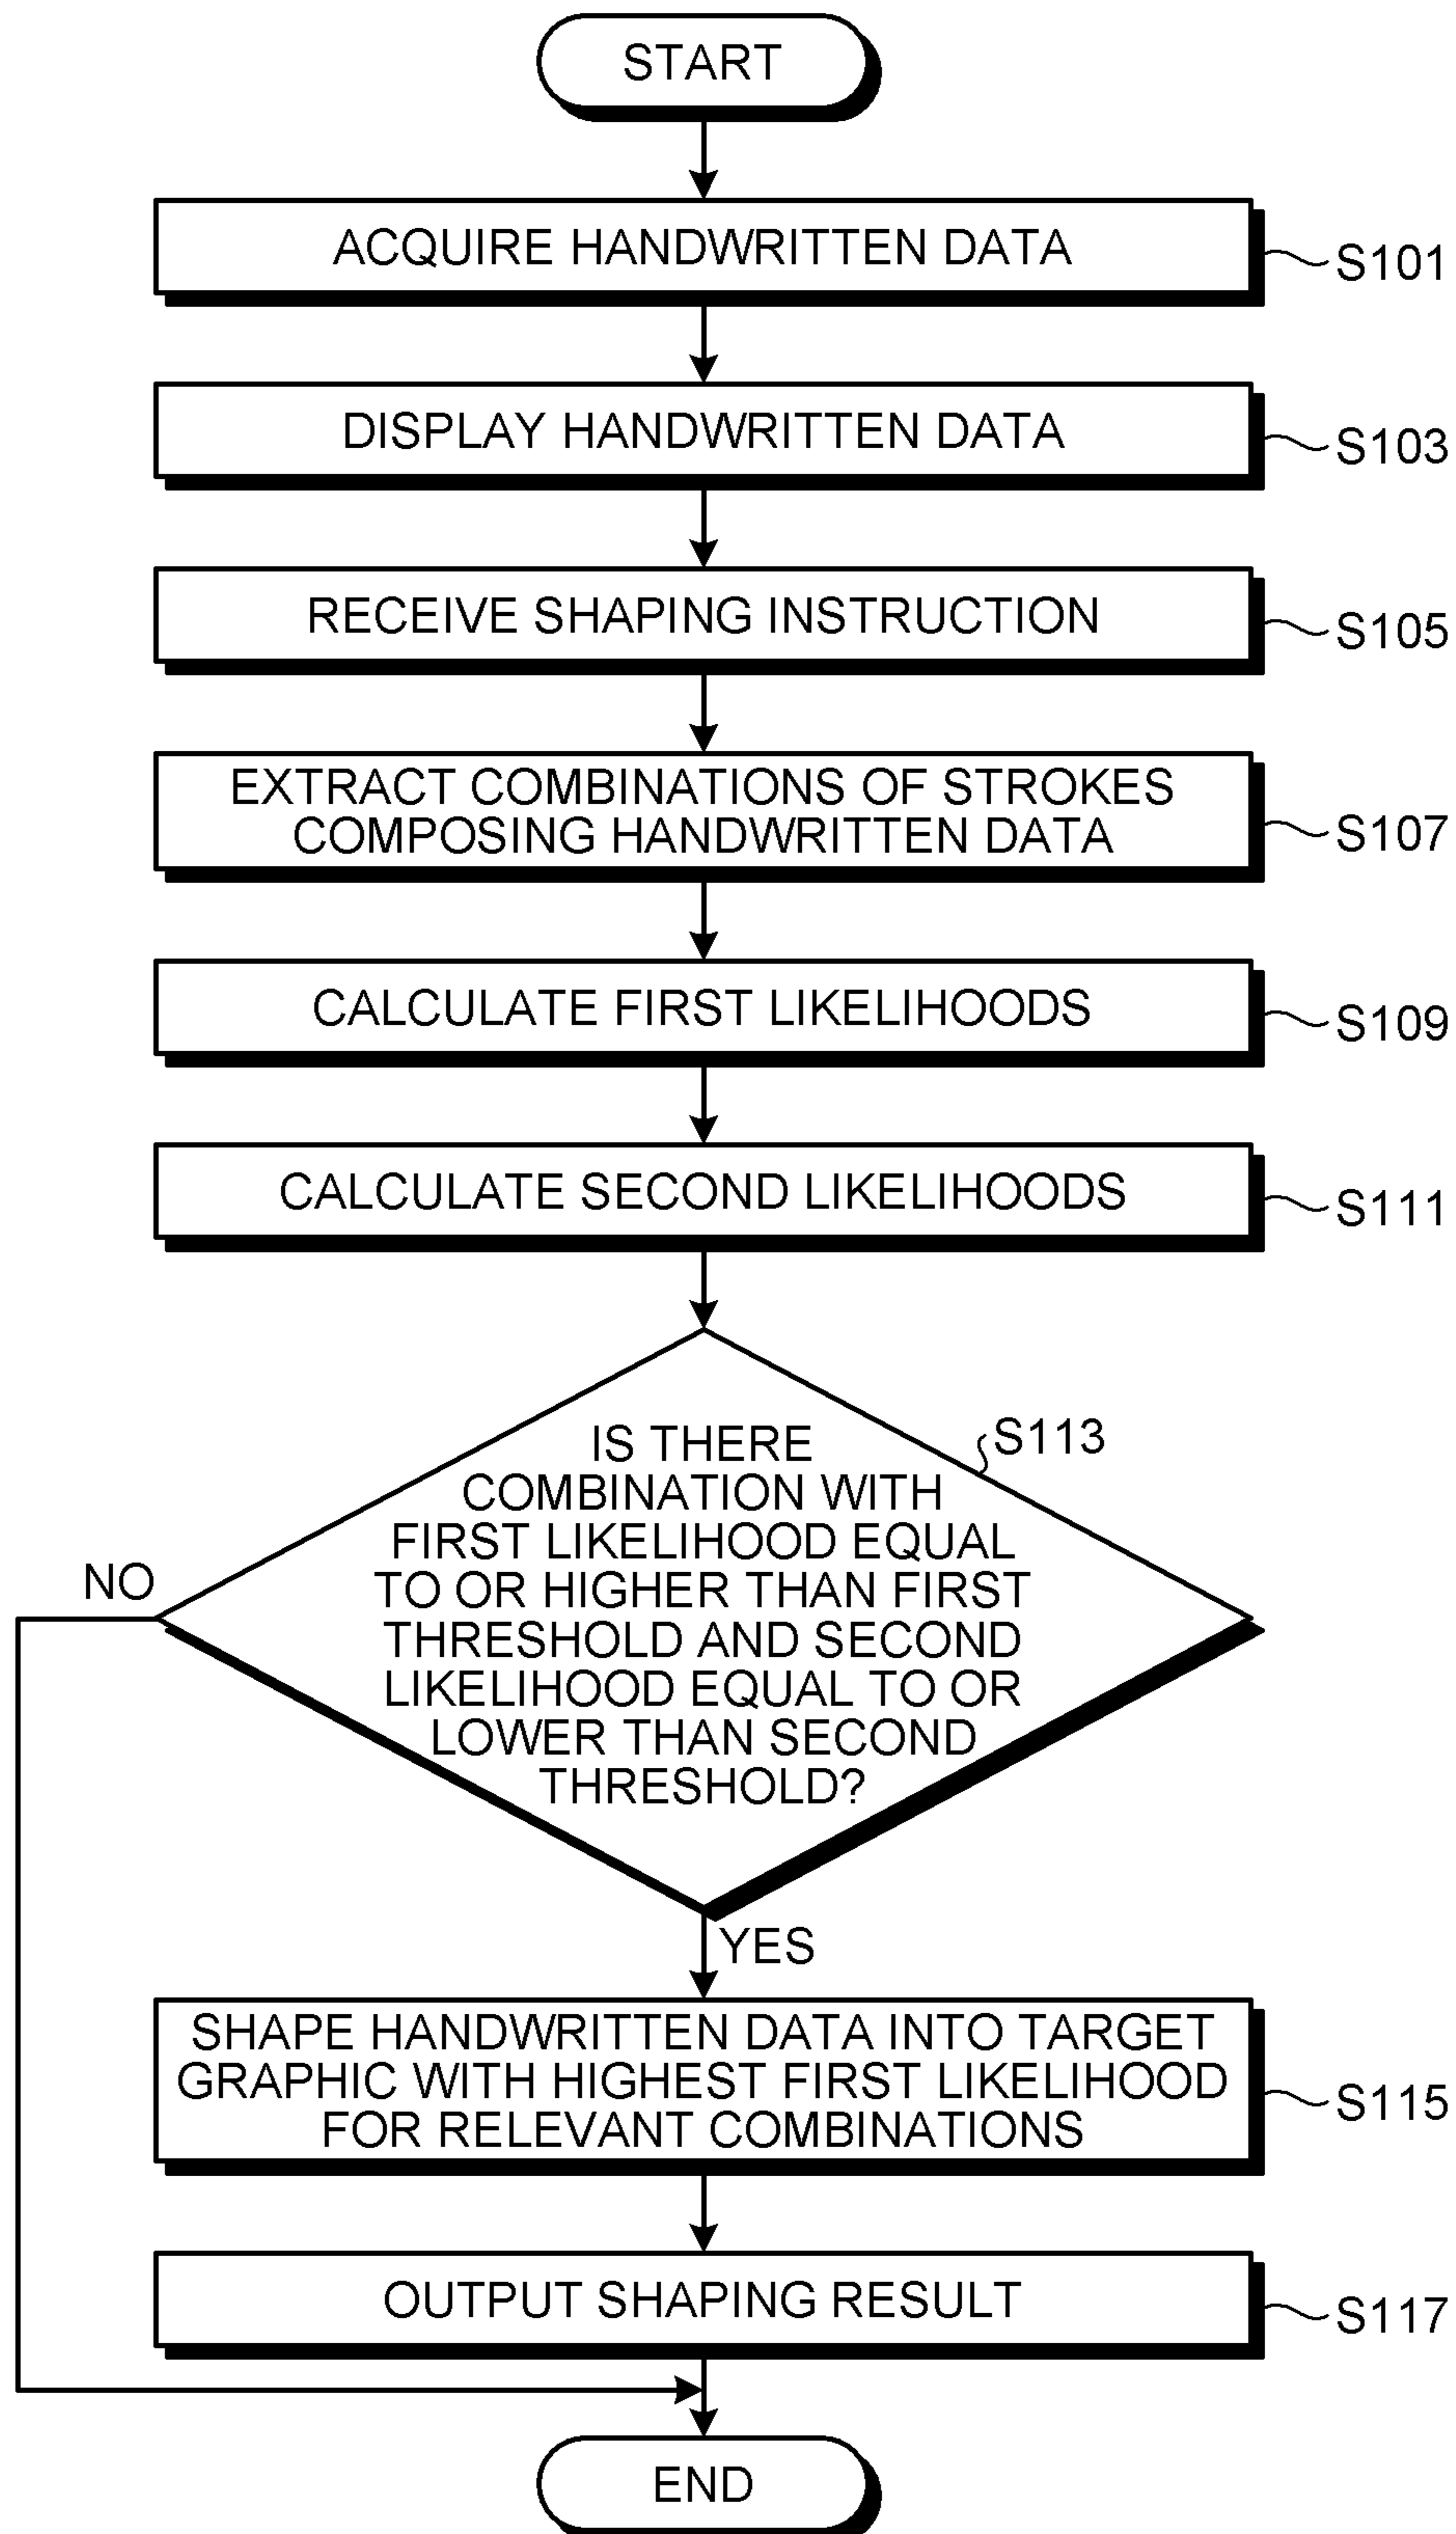 START
ACQUIRE HANDWRITTEN DATA
S101
DISPLAY HANDWRITTEN DATA
S103
RECEIVE SHAPING INSTRUCTION
S105
EXTRACT COMBINATIONS OF STROKES
COMPOSING HANDWRITTEN DATA
S107
CALCULATE FIRST LIKELIHOODS
S109
CALCULATE SECOND LIKELIHOODS
S111
IS THERE
COMBINATION WITH
FIRST LIKELIHOOD EQUAL
TO OR HIGHER THAN FIRST
THRESHOLD AND SECOND
LIKELIHOOD EQUAL TO OR
LOWER THAN SECOND
THRESHOLD?
S113
NO
YES
SHAPE HANDWRITTEN DATA INTO TARGET
GRAPHIC WITH HIGHEST FIRST LIKELIHOOD
FOR RELEVANT COMBINATIONS
S115
OUTPUT SHAPING RESULT
S117
END